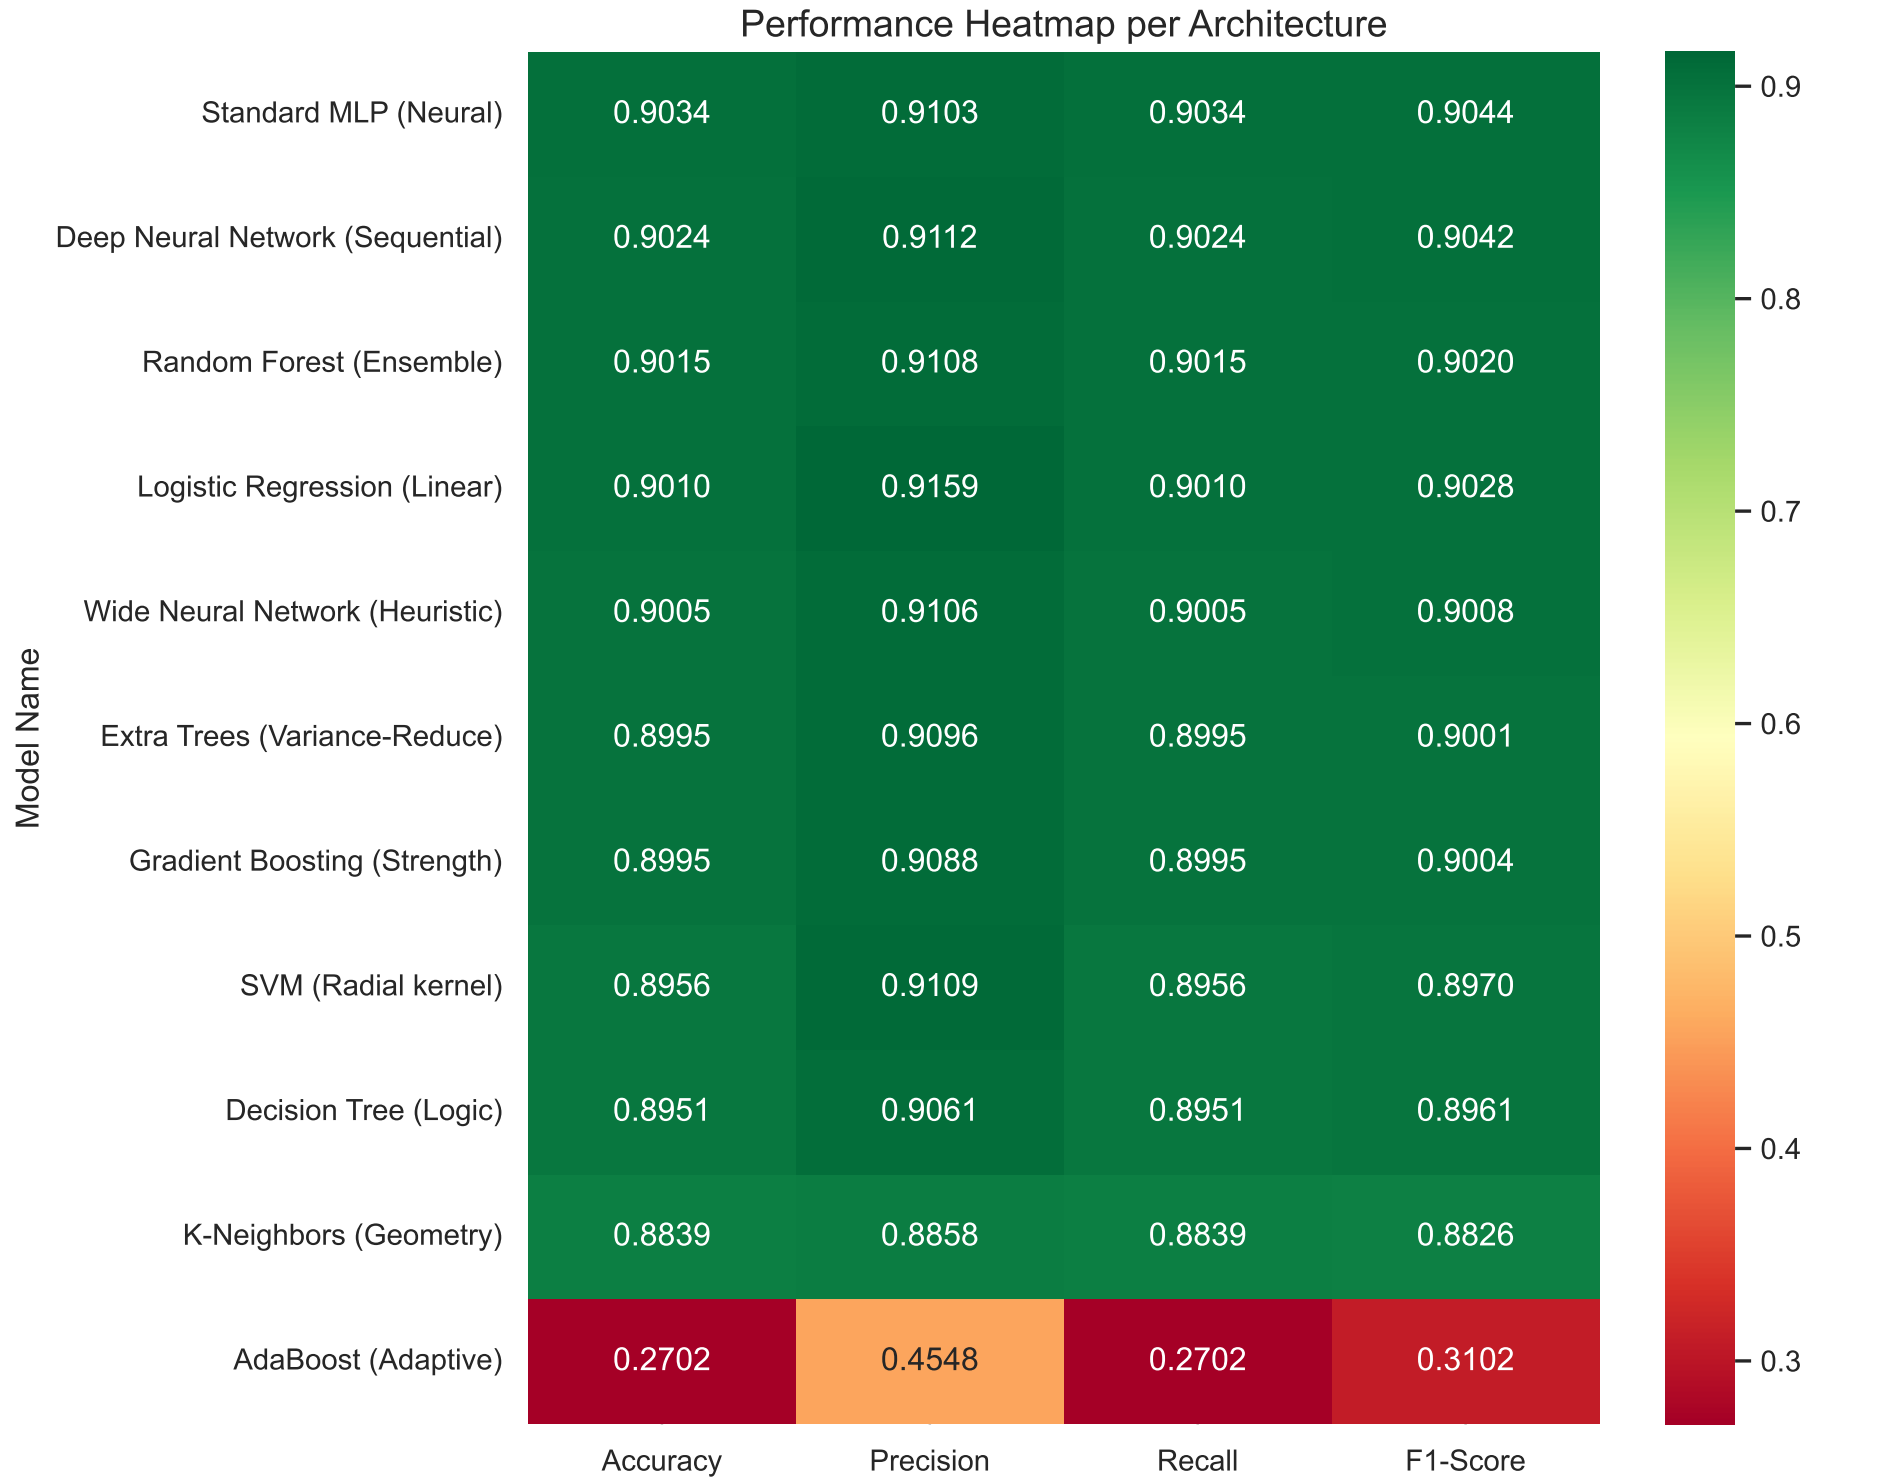 Performance Heatmap per Architecture
Model Name
Standard MLP (Neural) 0.9034 0.9103 0.9034 0.9044
Deep Neural Network (Sequential) 0.9024 0.9112 0.9024 0.9042
Random Forest (Ensemble) 0.9015 0.9108 0.9015 0.9020
Logistic Regression (Linear) 0.9010 0.9159 0.9010 0.9028
Wide Neural Network (Heuristic) 0.9005 0.9106 0.9005 0.9008
Extra Trees (Variance-Reduce) 0.8995 0.9096 0.8995 0.9001
Gradient Boosting (Strength) 0.8995 0.9088 0.8995 0.9004
SVM (Radial kernel) 0.8956 0.9109 0.8956 0.8970
Decision Tree (Logic) 0.8951 0.9061 0.8951 0.8961
K-Neighbors (Geometry) 0.8839 0.8858 0.8839 0.8826
AdaBoost (Adaptive) 0.2702 0.4548 0.2702 0.3102
Accuracy Precision Recall F1-Score
0.9
0.8
0.7
0.6
0.5
0.4
0.3